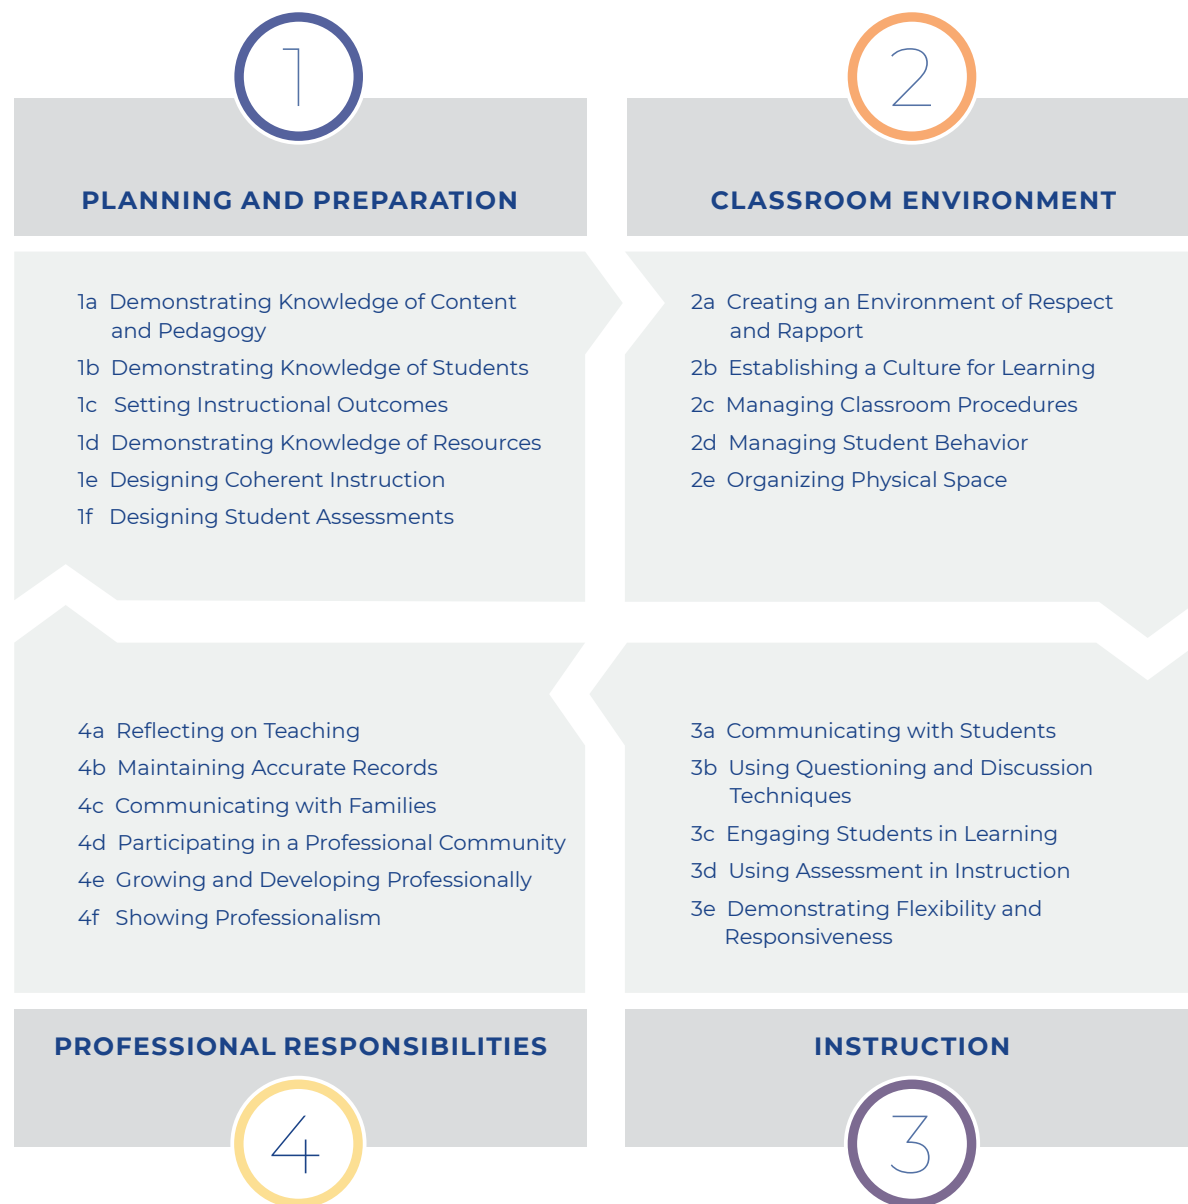 1
PLANNING AND PREPARATION
1a Demonstrating Knowledge of Content
and Pedagogy
1b Demonstrating Knowledge of Students
1c Setting Instructional Outcomes
1d Demonstrating Knowledge of Resources
1e Designing Coherent Instruction
1f Designing Student Assessments
2
CLASSROOM ENVIRONMENT
2a Creating an Environment of Respect
and Rapport
2b Establishing a Culture for Learning
2c Managing Classroom Procedures
2d Managing Student Behavior
2e Organizing Physical Space
4a Reflecting on Teaching
4b Maintaining Accurate Records
4c Communicating with Families
4d Participating in a Professional Community
4e Growing and Developing Professionally
4f Showing Professionalism
PROFESSIONAL RESPONSIBILITIES
4
3a Communicating with Students
3b Using Questioning and Discussion
Techniques
3c Engaging Students in Learning
3d Using Assessment in Instruction
3e Demonstrating Flexibility and
Responsiveness
INSTRUCTION
3